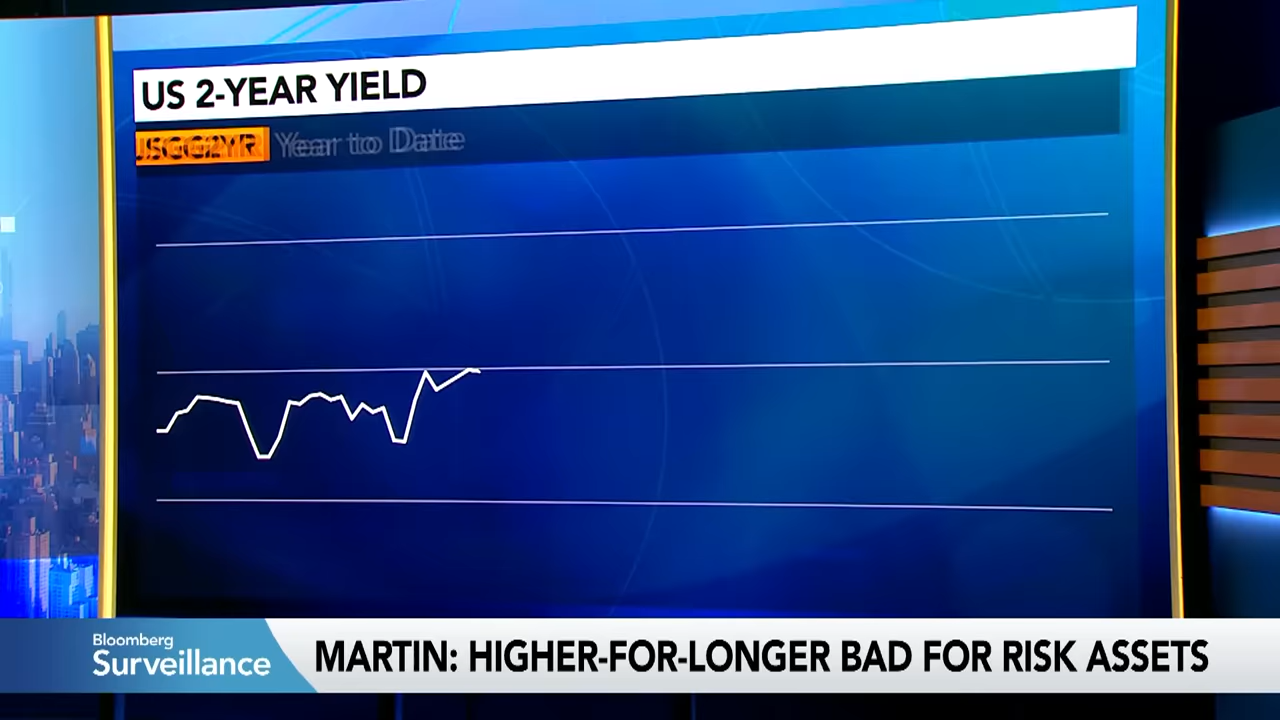 US 2-YEAR YIELD
Year to Date
Bloomberg
Surveillance
MARTIN: HIGHER-FOR-LONGER BAD FOR RISK ASSETS